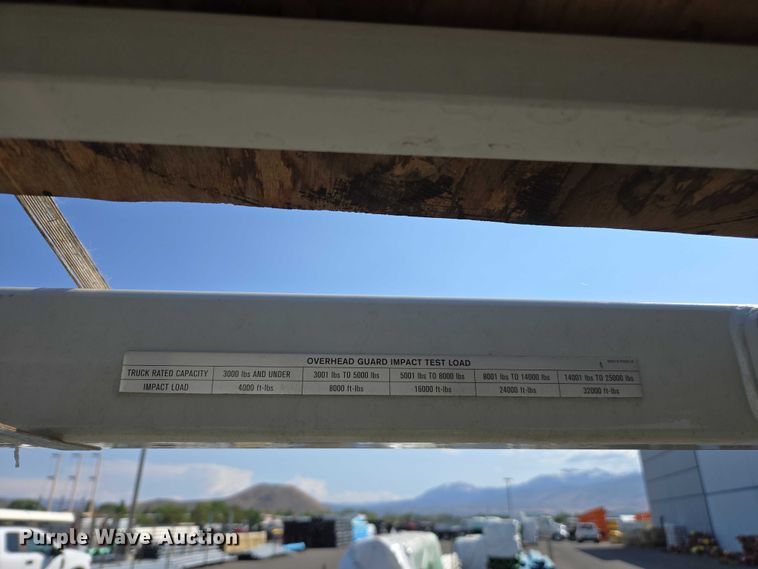 OVERHEAD GUARD IMPACT TEST LOAD
TRUCK RATED CAPACITY 3000 lbs AND UNDER 3001 lbs TO 5000 lbs 5001 lbs TO 8000 lbs 8001 lbs TO 14000 lbs 14001 lbs TO 25000 lbs
IMPACT LOAD 4000 ft-lbs 8000 ft-lbs 16000 ft-lbs 24000 ft-lbs 32000 ft-lbs
Purple Wave Auction